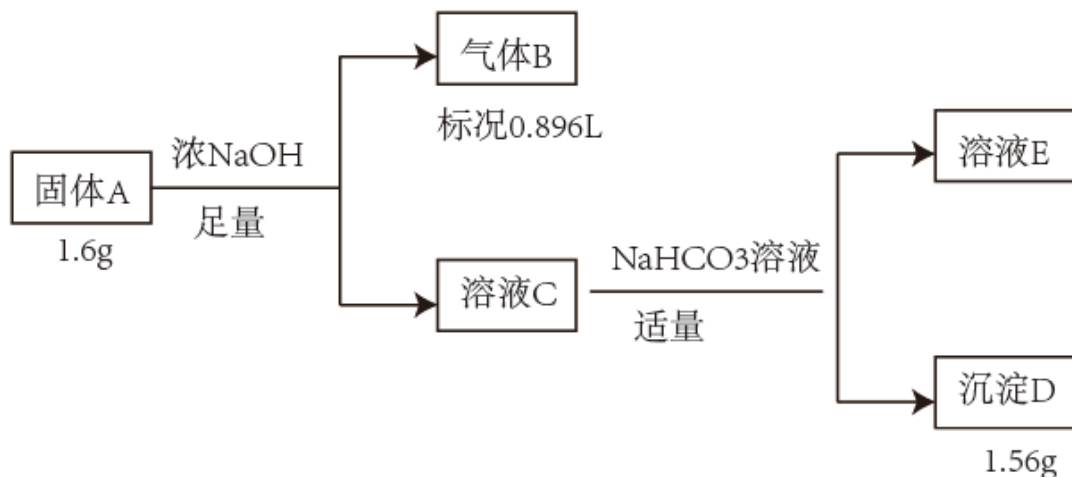 气体B
标况0.896L
浓NaOH
足量
固体A
1.6g
溶液C
NaHCO3溶液
适量
溶液E
沉淀D
1.56g